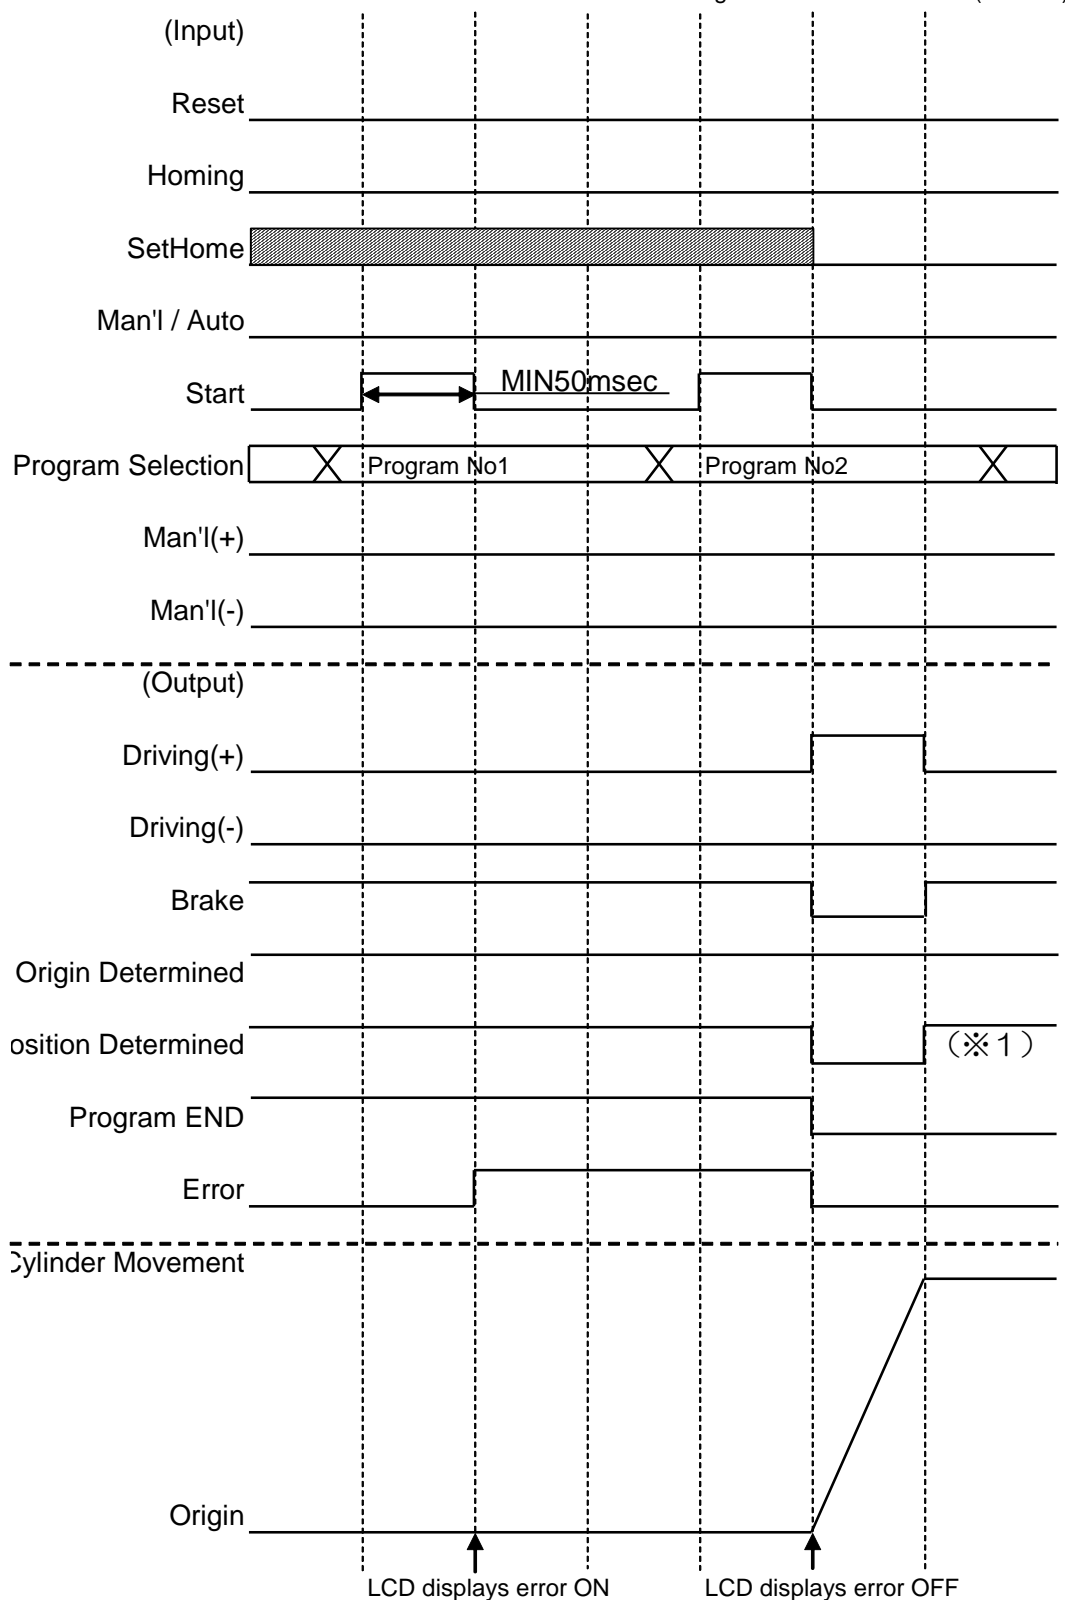 (Input)
Reset
Homing
SetHome
Man'l / Auto
Start
MIN50msec
Program Selection
Program No1
Program No2
Man'l(+)
Man'l(-)
(Output)
Driving(+)
Driving(-)
Brake
Origin Determined
osition Determined
(※1)
Program END
Error
Cylinder Movement
Origin
LCD displays error ON
LCD displays error OFF